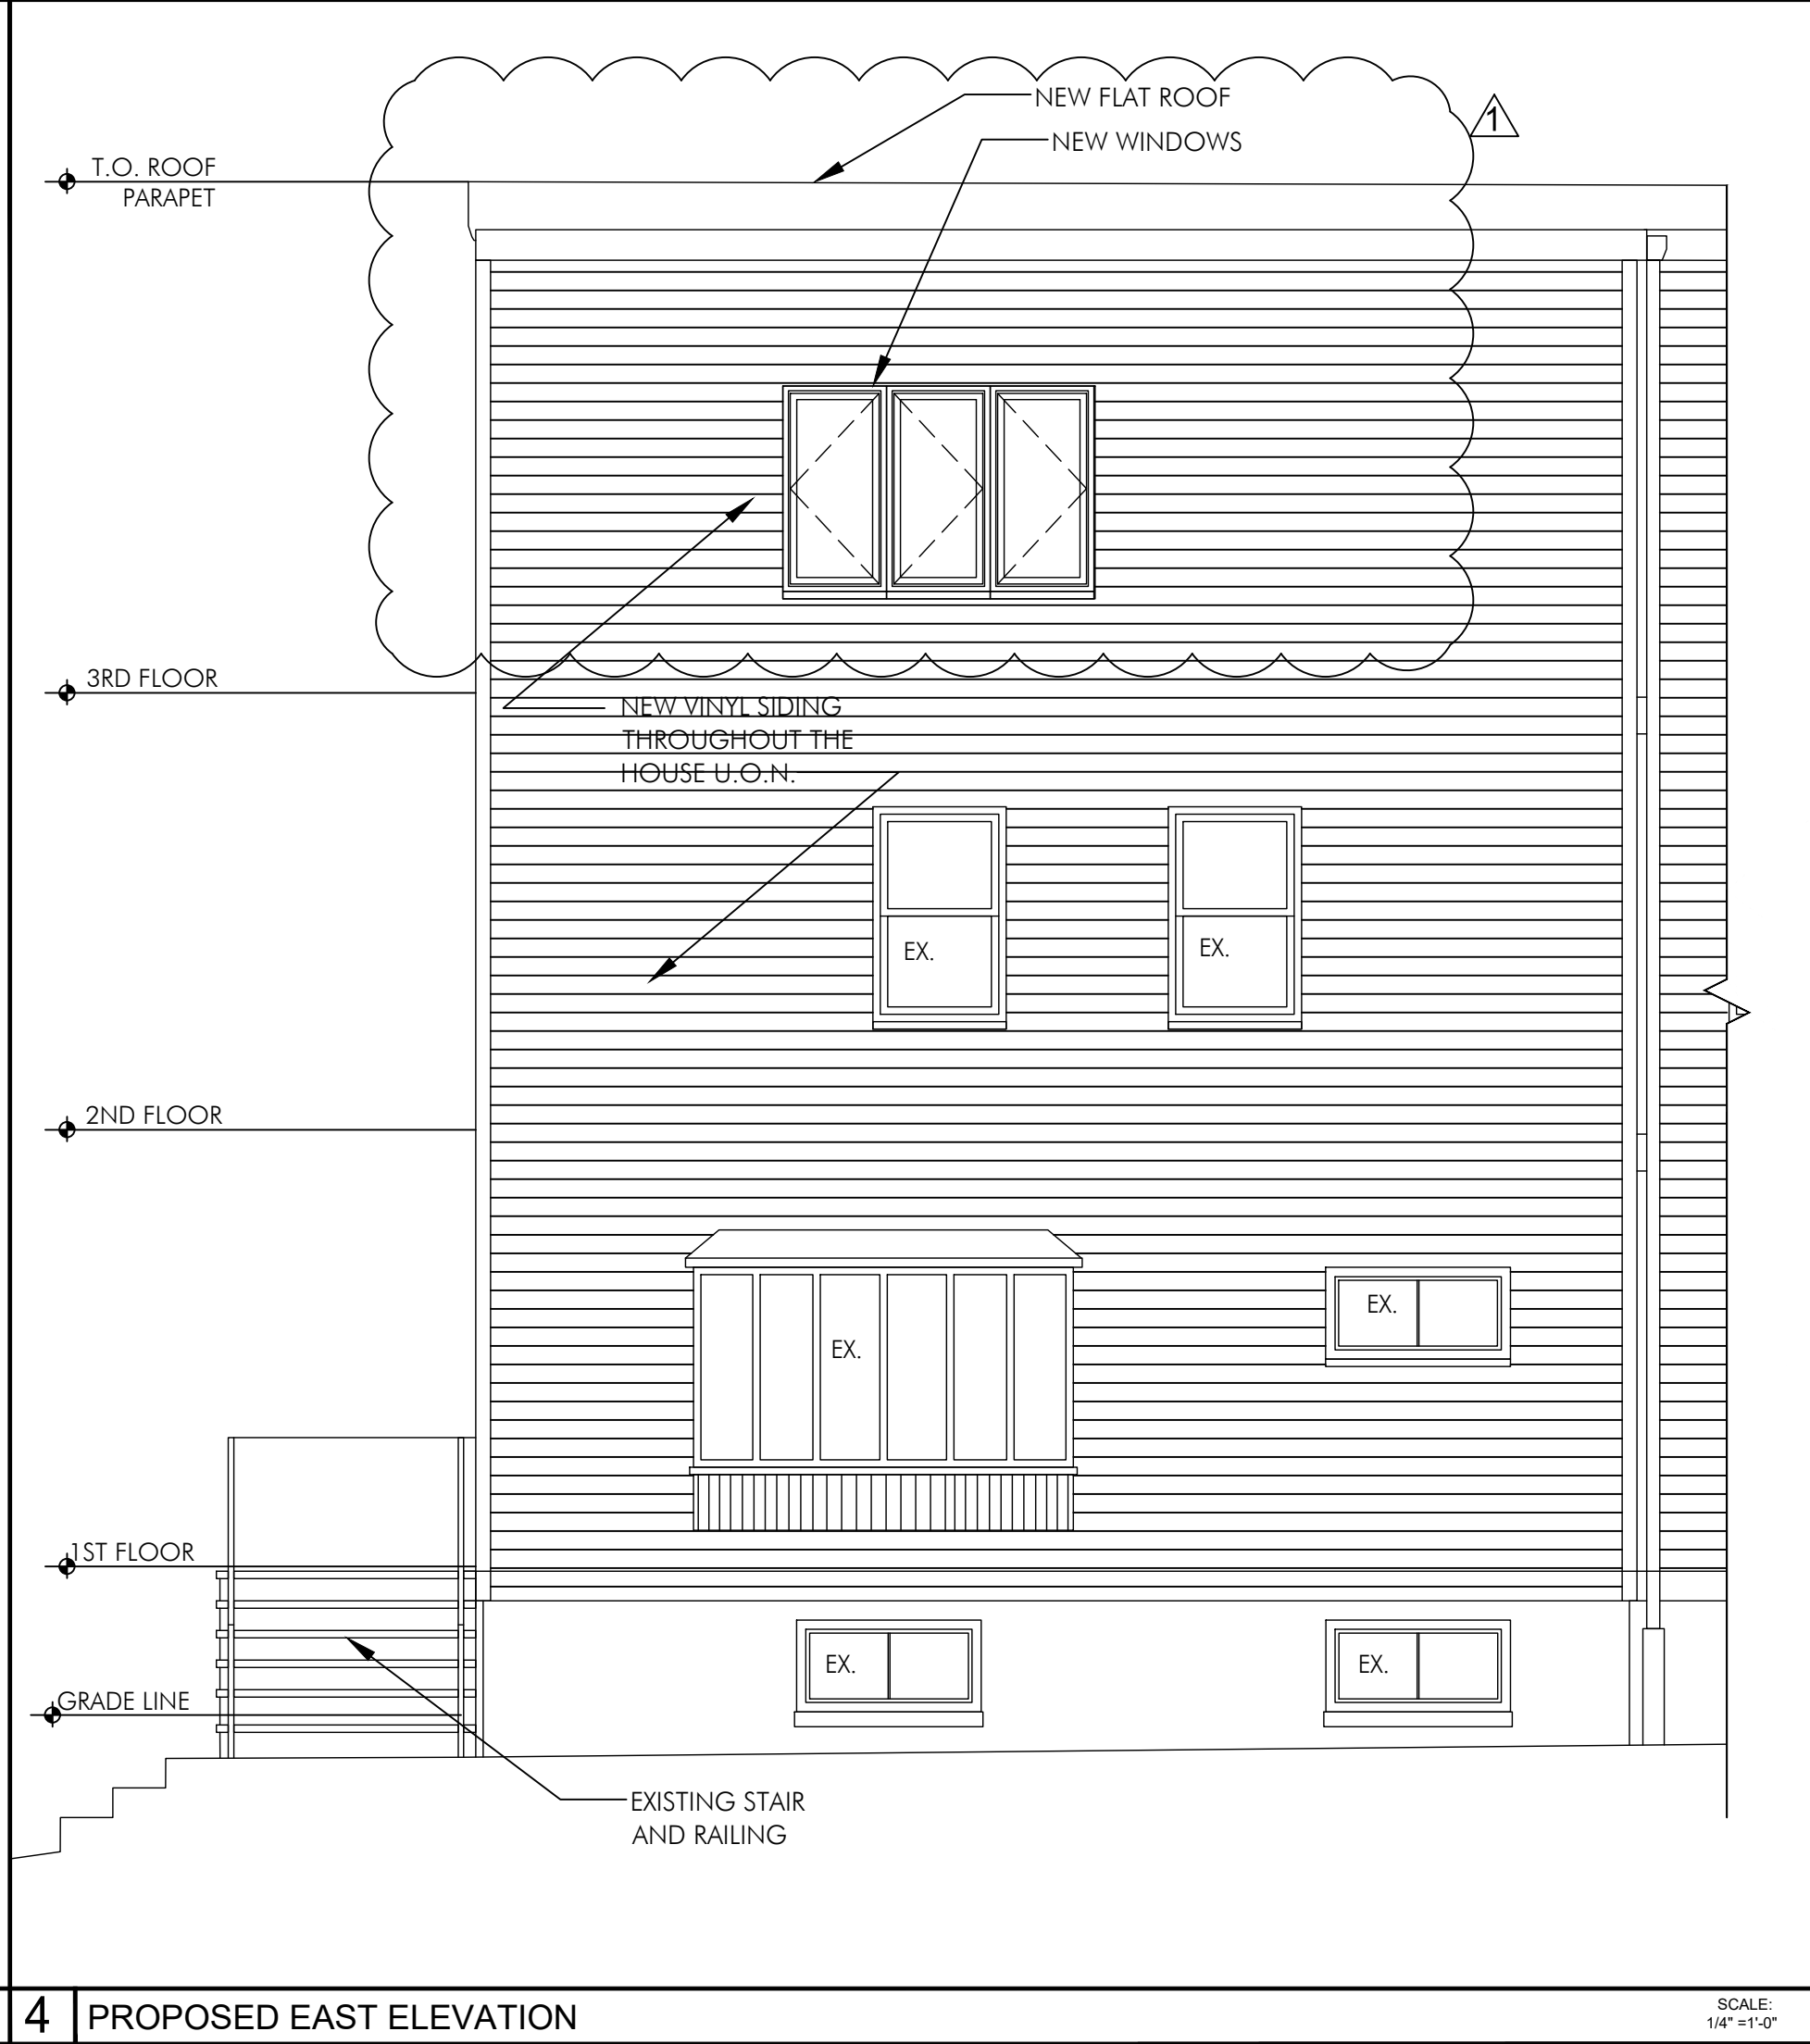 NEW FLAT ROOF
1
NEW WINDOWS
T.O. ROOF
PARAPET
3RD FLOOR
NEW VINYL SIDING
THROUGHOUT THE
HOUSE U.O.N.
EX.
EX.
2ND FLOOR
EX.
EX.
1ST FLOOR
EX.
EX.
GRADE LINE
EXISTING STAIR
AND RAILING
4 PROPOSED EAST ELEVATION
SCALE:
1/4" =1'-0"